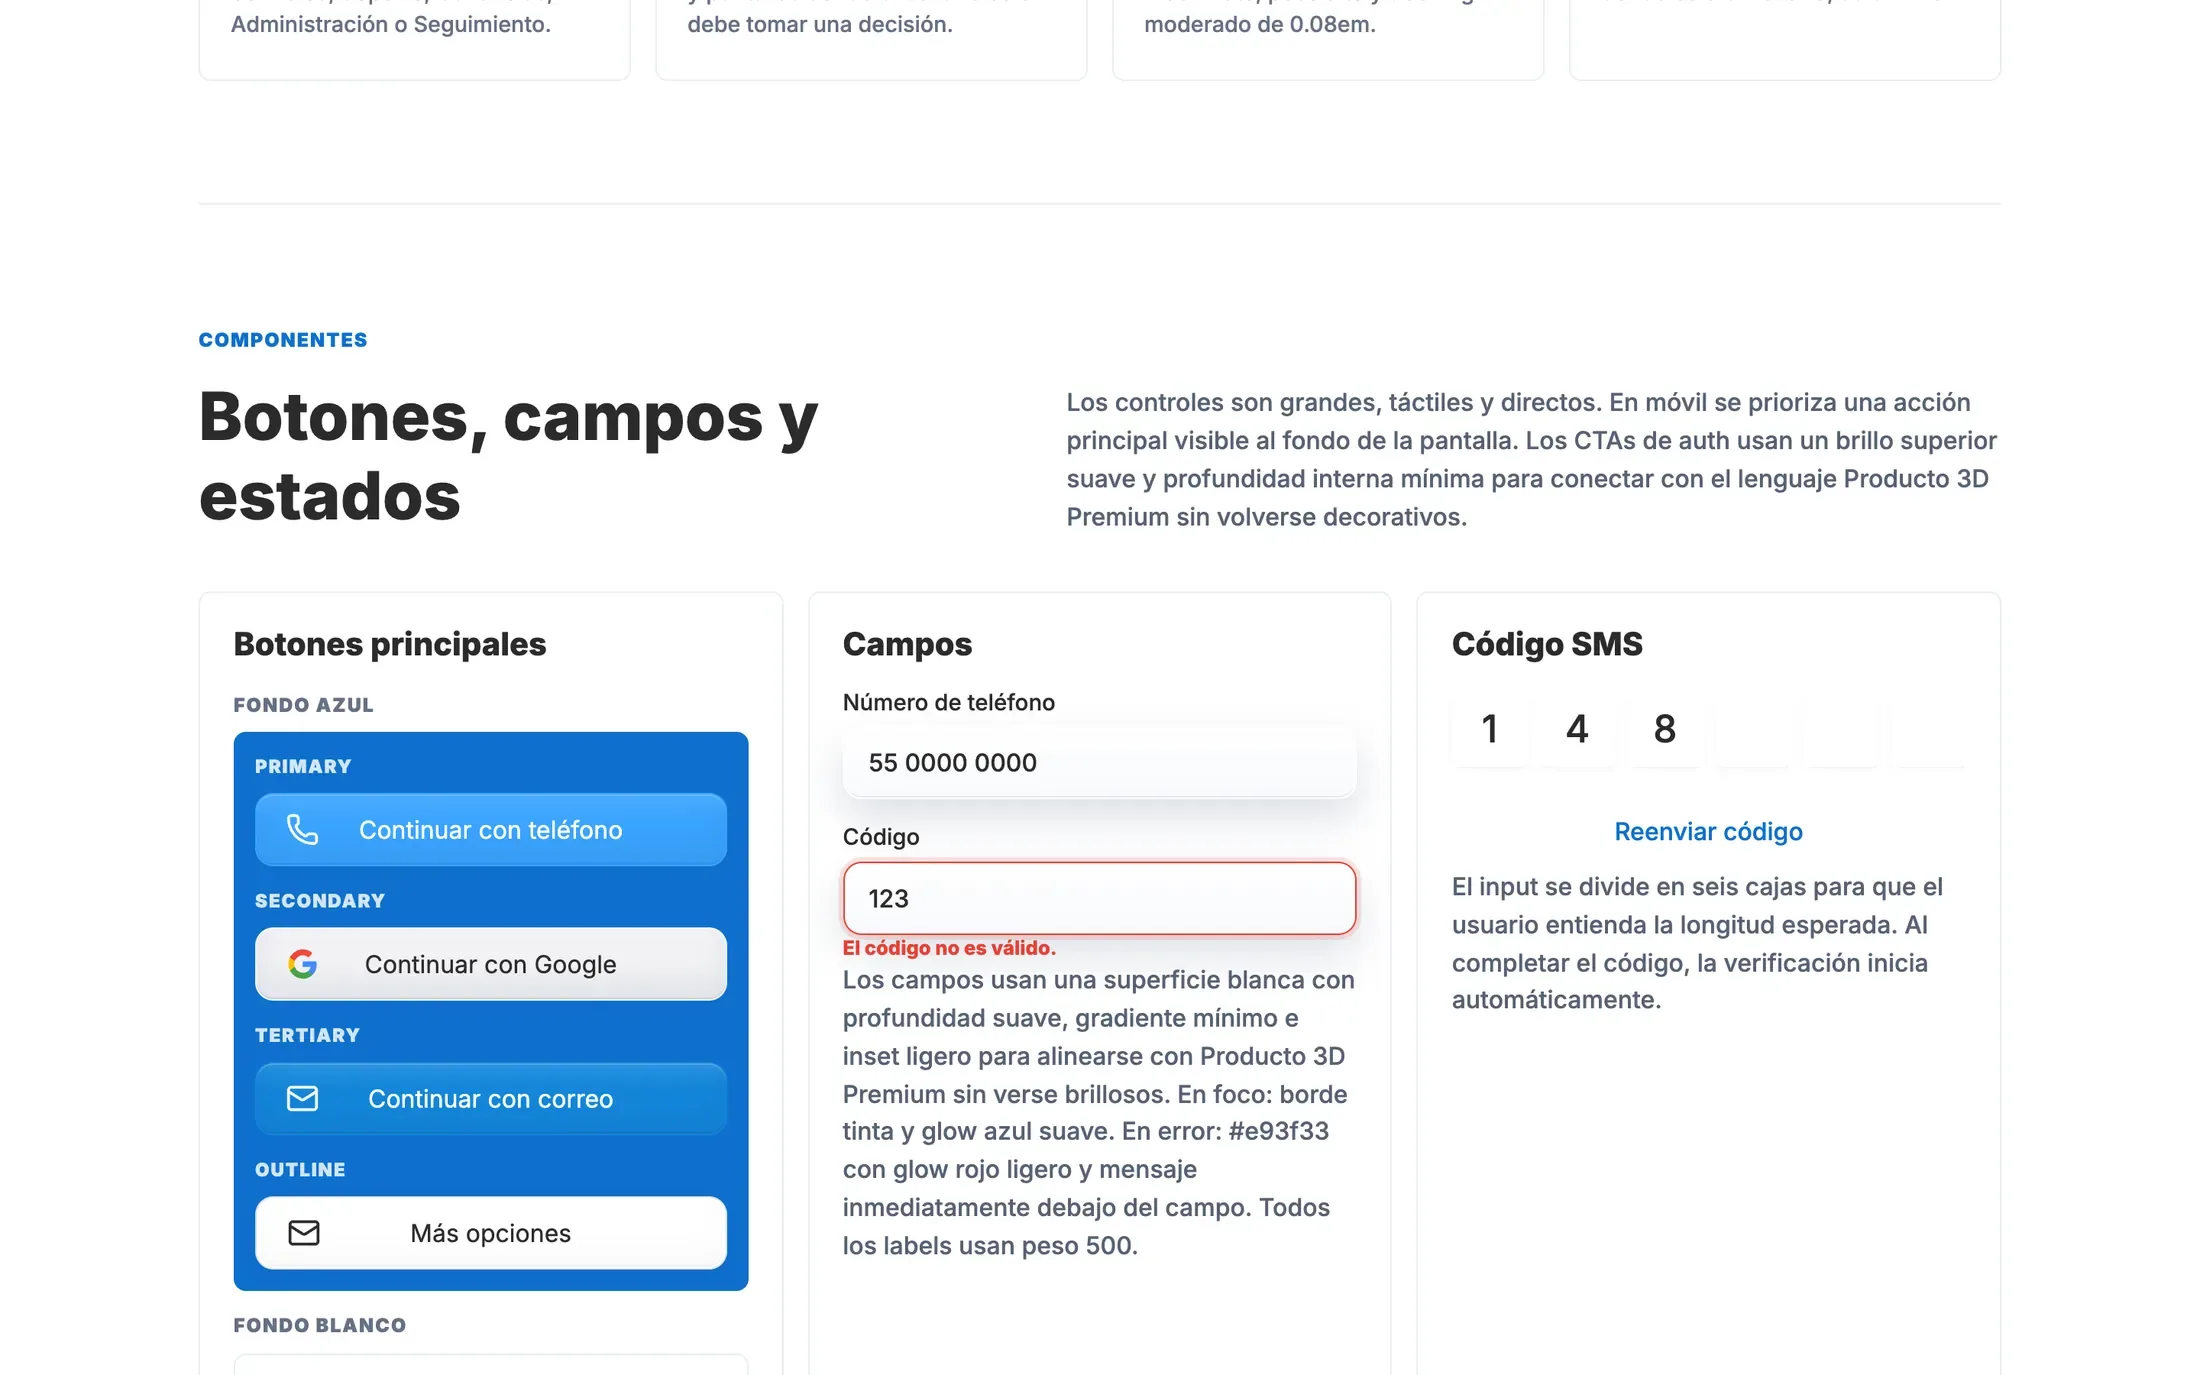 Administración o Seguimiento.
debe tomar una decisión.
moderado de 0.08em.
COMPONENTES
Botones, campos y
estados
Los controles son grandes, táctiles y directos. En móvil se prioriza una acción
principal visible al fondo de la pantalla. Los CTAs de auth usan un brillo superior
suave y profundidad interna mínima para conectar con el lenguaje Producto 3D
Premium sin volverse decorativos.
Botones principales
FONDO AZUL
PRIMARY
Continuar con teléfono
SECONDARY
Continuar con Google
TERTIARY
Continuar con correo
OUTLINE
Más opciones
FONDO BLANCO
Campos
Número de teléfono
55 0000 0000
Código
123
El código no es válido.
Los campos usan una superficie blanca con
profundidad suave, gradiente mínimo e
inset ligero para alinearse con Producto 3D
Premium sin verse brillosos. En foco: borde
tinta y glow azul suave. En error: #e93f33
con glow rojo ligero y mensaje
inmediatamente debajo del campo. Todos
los labels usan peso 500.
Código SMS
1 4 8
Reenviar código
El input se divide en seis cajas para que el
usuario entienda la longitud esperada. Al
completar el código, la verificación inicia
automáticamente.